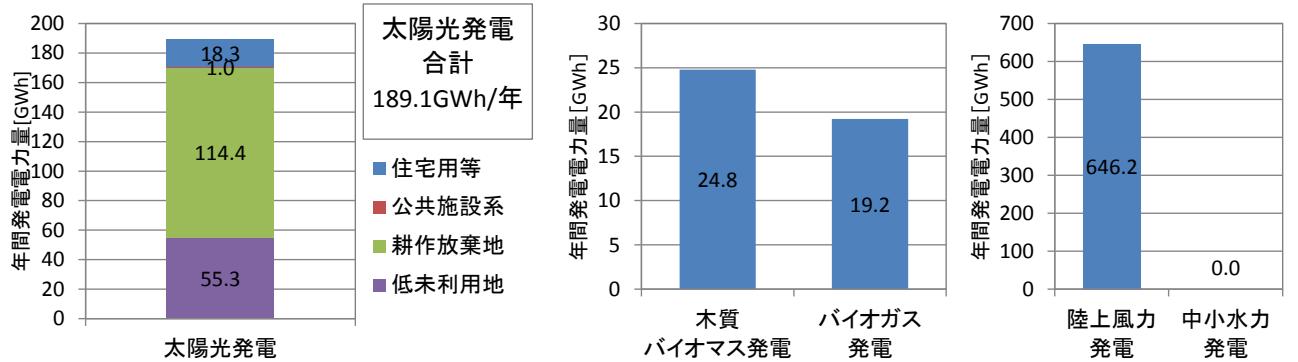 年間発電電力量[GWh]
200
180
160
140
120
100
80
60
40
20
0
18.3
1.0
114.4
55.3
太陽光発電
太陽光発電
合計
189.1GWh/年
住宅用等
公共施設系
耕作放棄地
低未利用地
年間発電電力量[GWh]
30
25
20
15
10
5
0
24.8
19.2
木質
バイオマス発電
バイオガス
発電
年間発電電力量[GWh]
700
600
500
400
300
200
100
0
646.2
0.0
陸上風力
発電
中小水力
発電